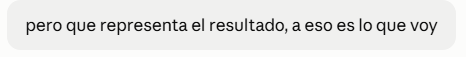 pero que representa el resultado, a eso es lo que voy